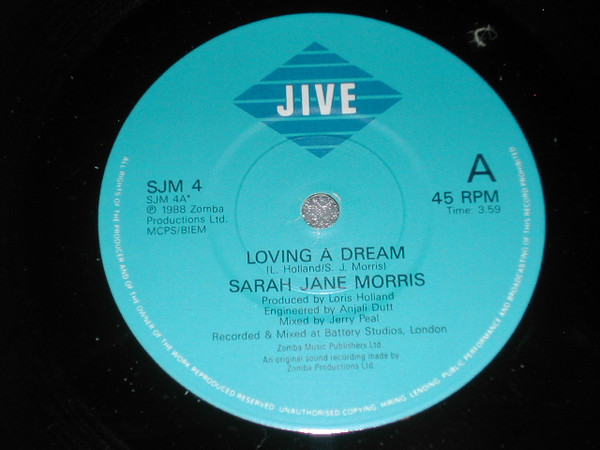 JIVE
SJM 4
SJM 4A*
℗ 1988 Zomba
Productions Ltd.
MCPS/BIEM
A
45 RPM
Time: 3.59
LOVING A DREAM
(L. Holland/S. J. Morris)
SARAH JANE MORRIS
Produced by Loris Holland
Engineered by Anjali Dutt
Mixed by Jerry Peal
Recorded & Mixed at Battery Studios, London
Zomba Music Publishers Ltd.
An original sound recording made by
Zomba Productions Ltd.
ALL RIGHTS OF THE PRODUCER AND OF THE OWNER OF THE WORK REPRODUCED RESERVED. UNAUTHORISED COPYING, HIRING, LENDING, PUBLIC PERFORMANCE AND BROADCASTING OF THIS RECORD PROHIBITED